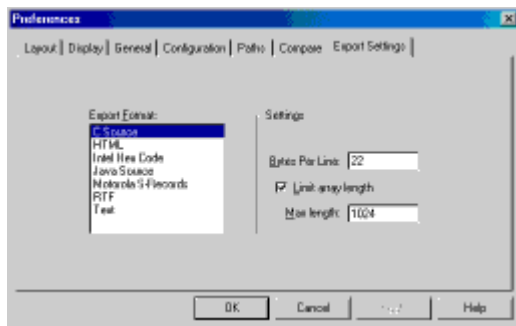 Preferences
Layout Display General Configuration Paths Compare Export Settings
Export Format:
C Source
HTML
Intel Hex Code
Java Source
Motorola S-Records
RTF
Text
Settings
Bytes Per Line: 22
Limit array length
Max length: 1024
OK Cancel Help